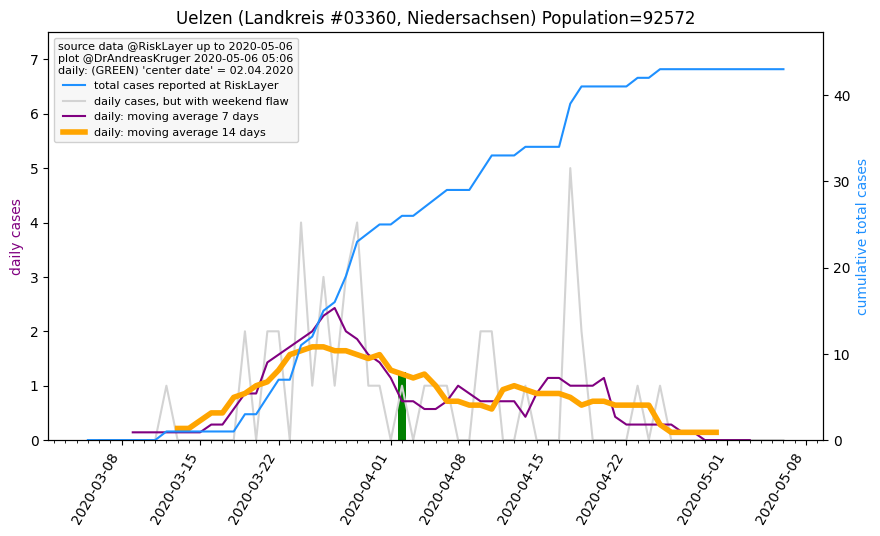 Uelzen (Landkreis #03360, Niedersachsen) Population=92572
source data @RiskLayer up to 2020-05-06
plot @DrAndreasKruger 2020-05-06 05:06
daily: (GREEN) 'center date' = 02.04.2020
total cases reported at RiskLayer
daily cases, but with weekend flaw
daily: moving average 7 days
daily: moving average 14 days
daily cases
7
6
5
4
3
2
1
0
cumulative total cases
40
30
20
10
0
2020-03-08
2020-03-15
2020-03-22
2020-04-01
2020-04-08
2020-04-15
2020-04-22
2020-05-01
2020-05-08